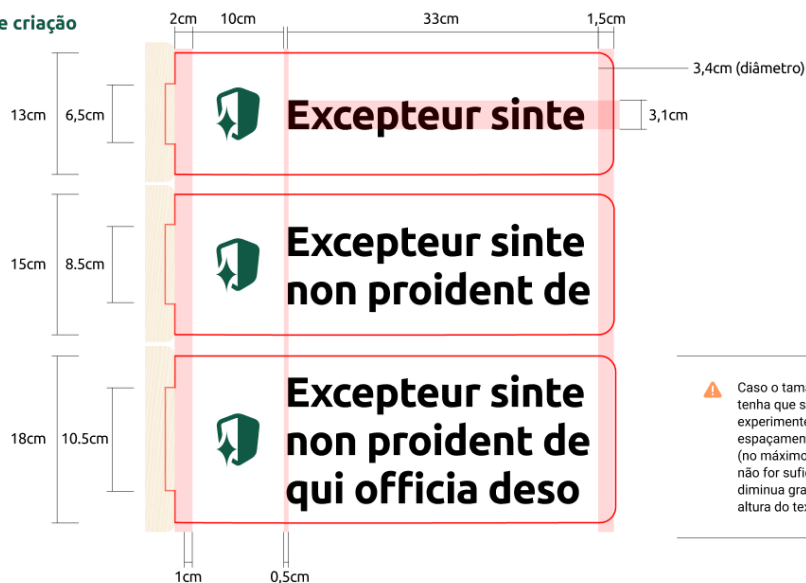 e criação
2cm 10cm 33cm 1,5cm
3,4cm (diâmetro)
13cm 6,5cm
Excepteur sinte
3,1cm
15cm 8.5cm
Excepteur sinte
non proident de
18cm 10.5cm
Excepteur sinte
non proident de
qui officia deso
Caso o tama
tenha que s
experimente
espaçamen
(no máximo
não for sufic
diminua gra
altura do tex
1cm 0,5cm